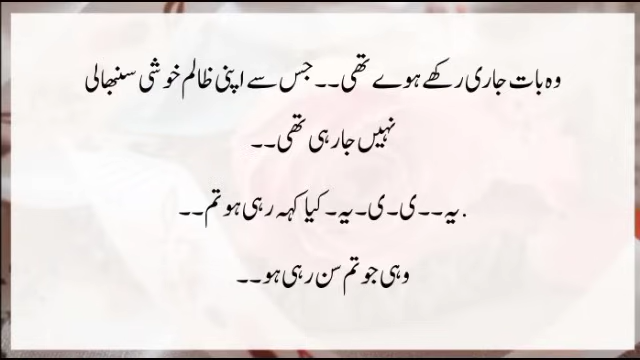 وہ بات جاری رکھے ہوے تھی۔۔ جس سے اپنی ظالم خوشی سنبھالی
نہیں جا رہی تھی۔۔
.یہ۔۔ی۔ی۔یہ۔ کیا کہہ رہی ہو تم۔۔
وہی جو تم سن رہی ہو۔۔